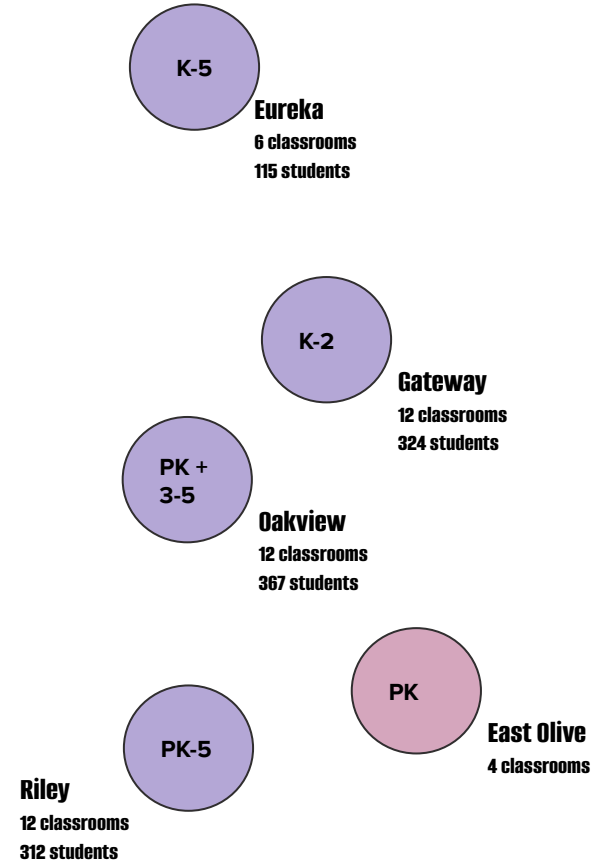 K-5
Eureka
6 classrooms
115 students
K-2
Gateway
12 classrooms
324 students
PK +
3-5
Oakview
12 classrooms
367 students
PK
East Olive
4 classrooms
PK-5
Riley
12 classrooms
312 students